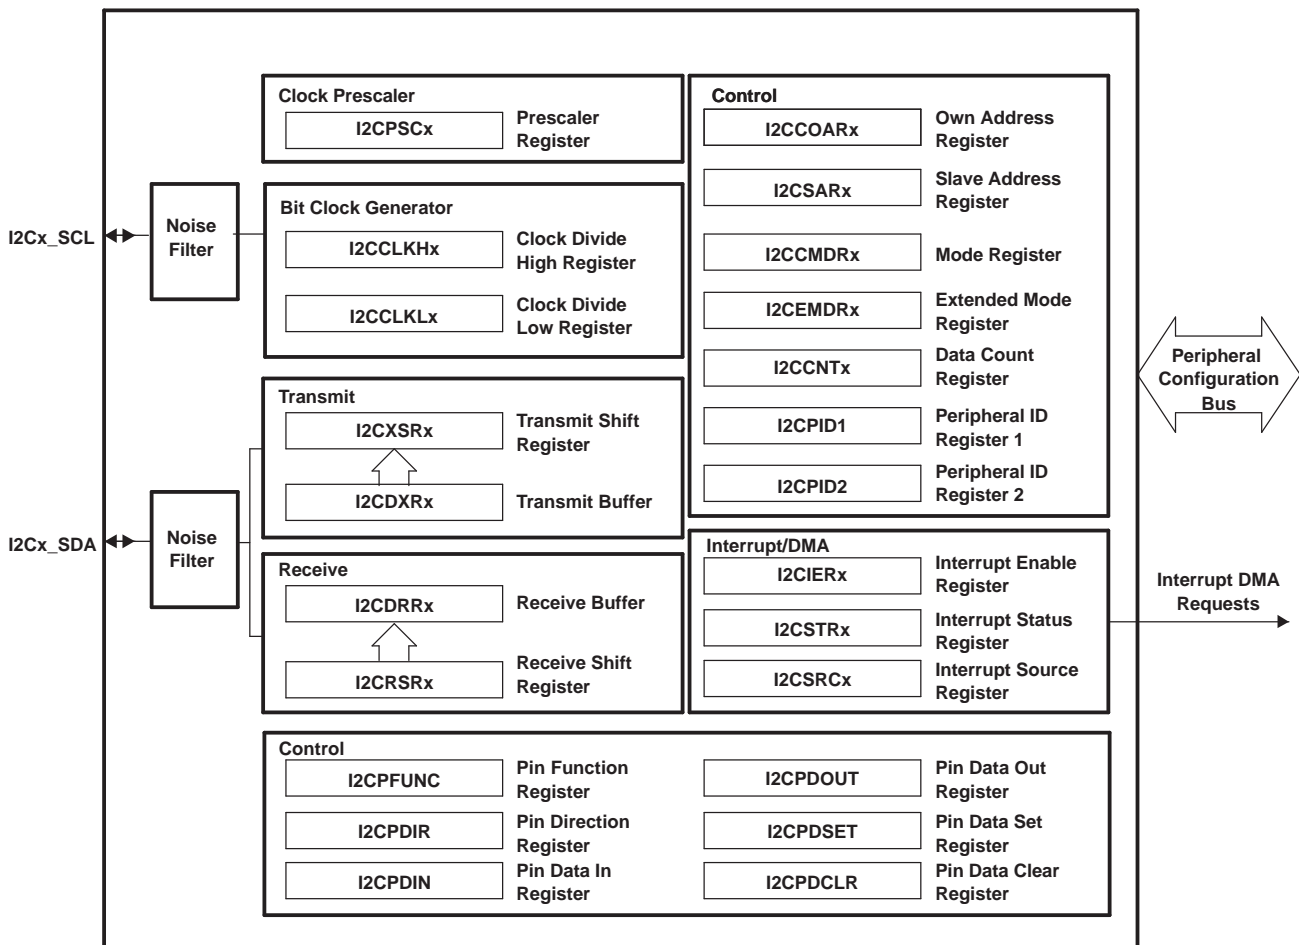 Clock Prescaler
I2CPSCx
Prescaler
Register
I2Cx_SCL
Noise
Filter
Bit Clock Generator
I2CCLKHx
Clock Divide
High Register
I2CCLKLx
Clock Divide
Low Register
Transmit
I2CXSRx
Transmit Shift
Register
I2CDXRx
Transmit Buffer
I2Cx_SDA
Noise
Filter
Receive
I2CDRRx
Receive Buffer
I2CRSRx
Receive Shift
Register
Control
I2CCOARx
Own Address
Register
I2CSARx
Slave Address
Register
I2CCMDRx
Mode Register
I2CEMDRx
Extended Mode
Register
I2CCNTx
Data Count
Register
I2CPID1
Peripheral ID
Register 1
I2CPID2
Peripheral ID
Register 2
Interrupt/DMA
I2CIERx
Interrupt Enable
Register
I2CSTRx
Interrupt Status
Register
I2CSRCx
Interrupt Source
Register
Peripheral
Configuration
Bus
Interrupt DMA
Requests
Control
I2CPFUNC
Pin Function
Register
I2CPDIR
Pin Direction
Register
I2CPDIN
Pin Data In
Register
I2CPDOUT
Pin Data Out
Register
I2CPDSET
Pin Data Set
Register
I2CPDCLR
Pin Data Clear
Register